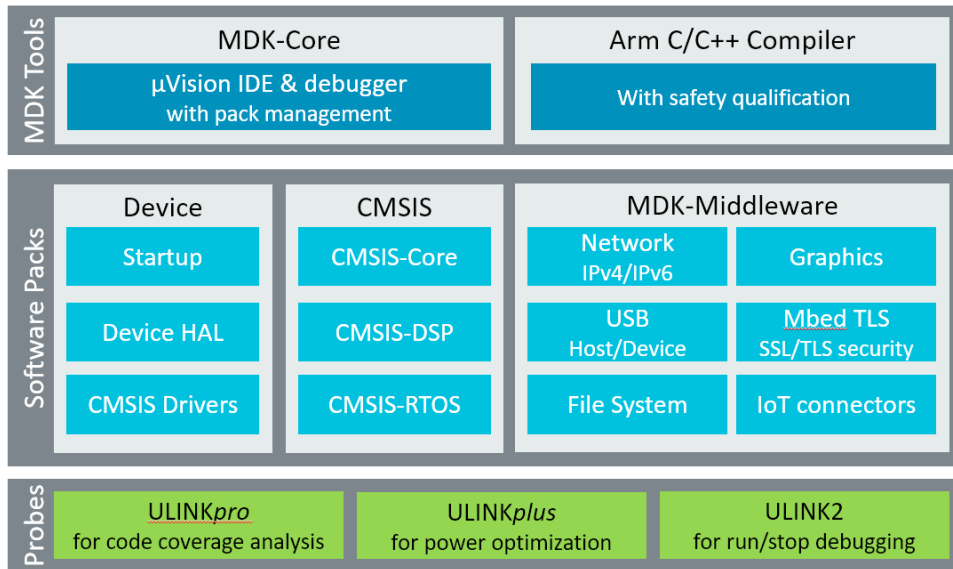 MDK Tools
MDK-Core
µVision IDE & debugger
with pack management
Arm C/C++ Compiler
With safety qualification
Software Packs
Device
Startup
Device HAL
CMSIS Drivers
CMSIS
CMSIS-Core
CMSIS-DSP
CMSIS-RTOS
MDK-Middleware
Network
IPv4/IPv6
Graphics
USB
Host/Device
Mbed TLS
SSL/TLS security
File System
IoT connectors
Probes
ULINKpro
for code coverage analysis
ULINKplus
for power optimization
ULINK2
for run/stop debugging